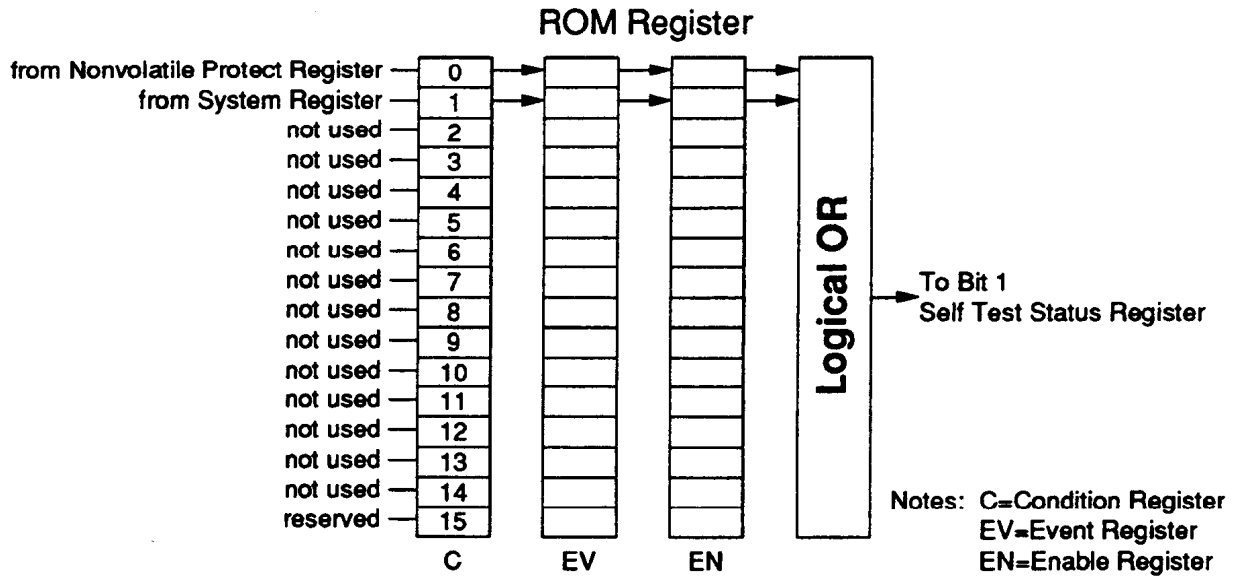 ROM Register
from Nonvolatile Protect Register 0
from System Register 1
not used 2
not used 3
not used 4
not used 5
not used 6
not used 7
not used 8
not used 9
not used 10
not used 11
not used 12
not used 13
not used 14
reserved 15
C EV EN
Logical OR
To Bit 1
Self Test Status Register
Notes: C=Condition Register
EV=Event Register
EN=Enable Register